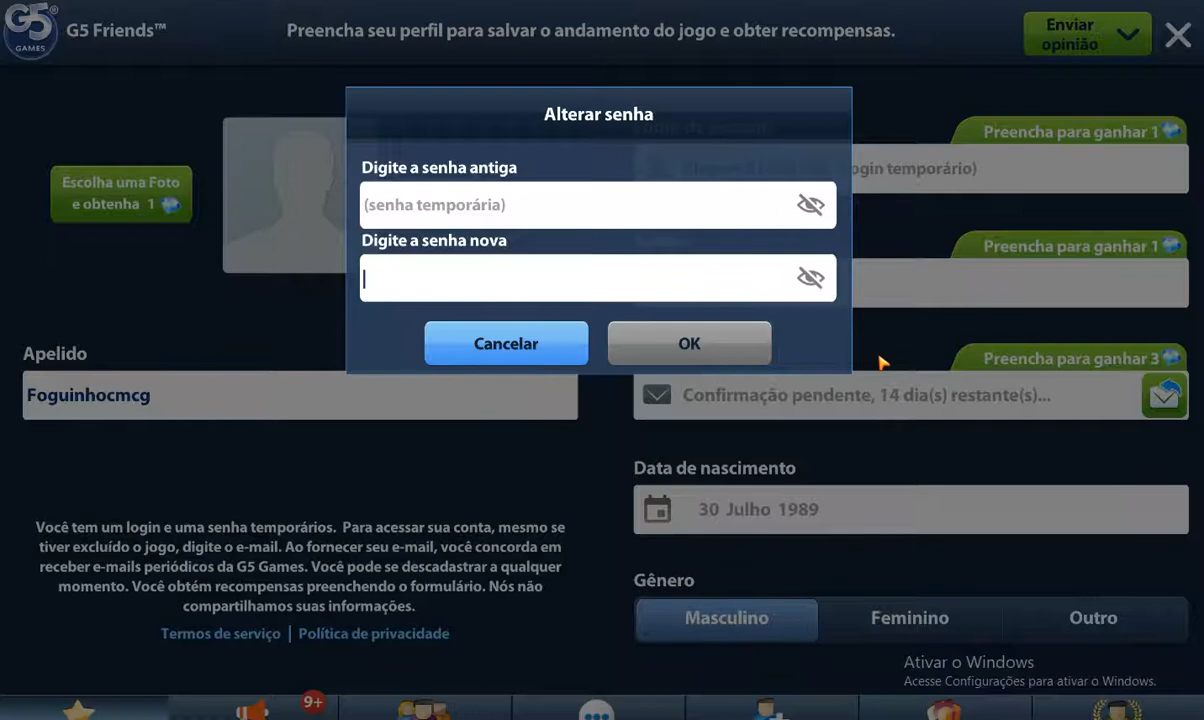 G5
GAMES
G5 Friends™
Preencha seu perfil para salvar o andamento do jogo e obter recompensas.
Enviar
opinião
Alterar senha
Preencha para ganhar 1
Digite a senha antiga
ogin temporário)
Escolha uma Foto
e obtenha 1
(senha temporária)
Digite a senha nova
Preencha para ganhar 1
Cancelar
OK
Apelido
Preencha para ganhar 3
Foguinhocmcg
Confirmação pendente, 14 dia(s) restante(s)...
Data de nascimento
30 Julho 1989
Você tem um login e uma senha temporários. Para acessar sua conta, mesmo se
tiver excluído o jogo, digite o e-mail. Ao fornecer seu e-mail, você concorda em
receber e-mails periódicos da G5 Games. Você pode se descadastrar a qualquer
momento. Você obtém recompensas preenchendo o formulário. Nós não
compartilhamos suas informações.
Termos de serviço | Política de privacidade
Gênero
Masculino
Feminino
Outro
Ativar o Windows
Acesse Configurações para ativar o Windows.
9+